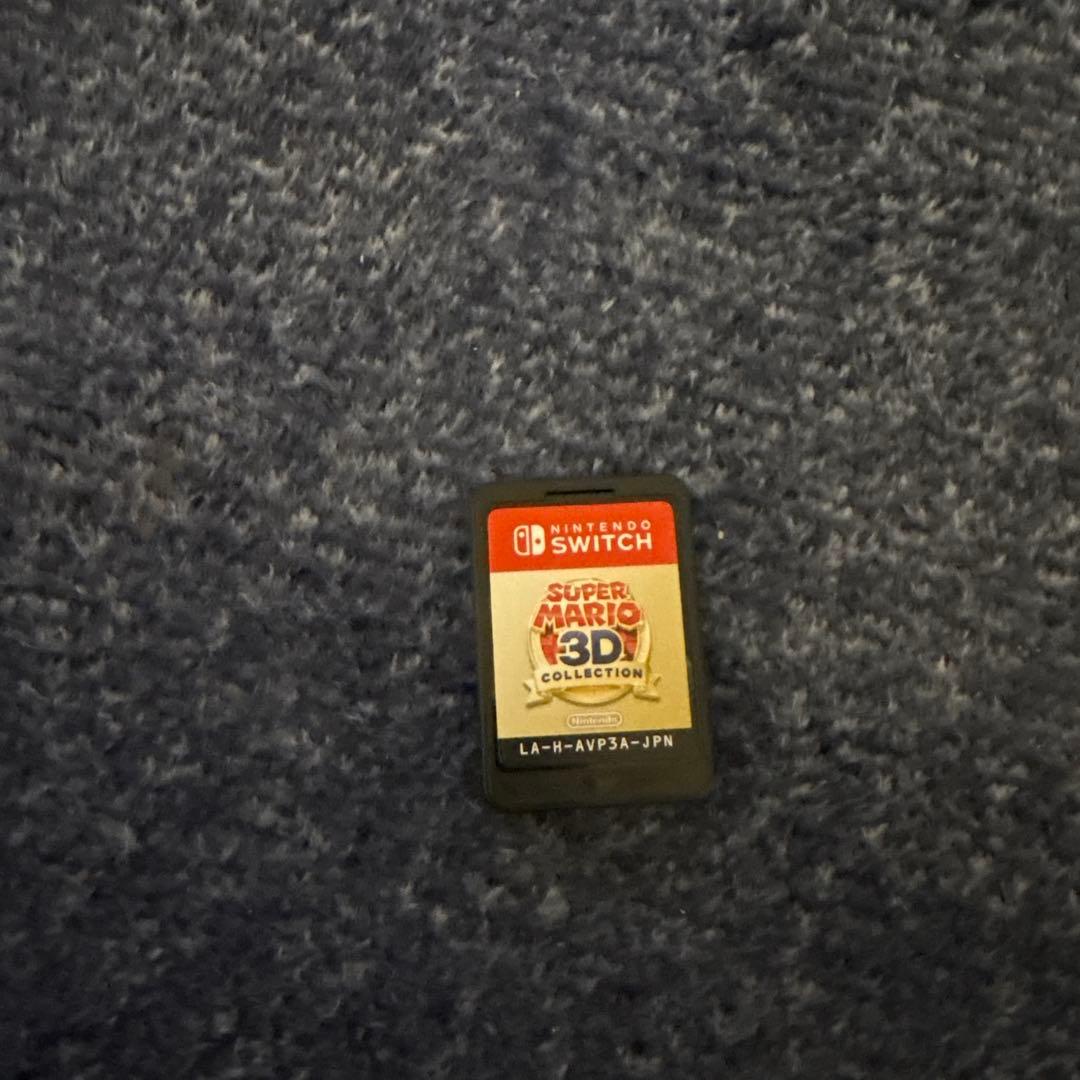 NINTENDO
SWITCH
SUPER
MARIO
3D
COLLECTION
Nintendo
LA-H-AVP3A-JPN